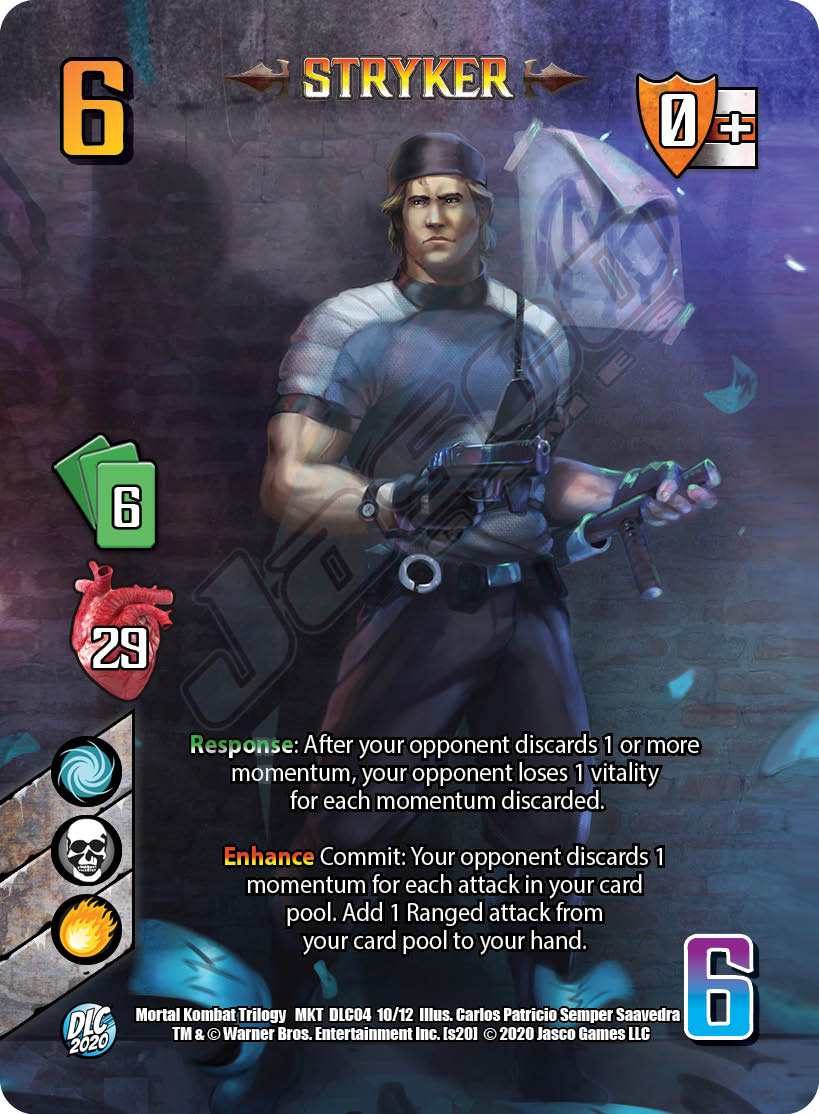 6
STRYKER
0 +
6
29
Response: After your opponent discards 1 or more
momentum, your opponent loses 1 vitality
for each momentum discarded.
Enhance Commit: Your opponent discards 1
momentum for each attack in your card
pool. Add 1 Ranged attack from
your card pool to your hand.
6
DLC
2020
Mortal Kombat Trilogy MKT DLC04 10/12 Illus. Carlos Patricio Semper Saavedra
TM & © Warner Bros. Entertainment Inc. [s20] © 2020 Jasco Games LLC
JASCO
GAMES